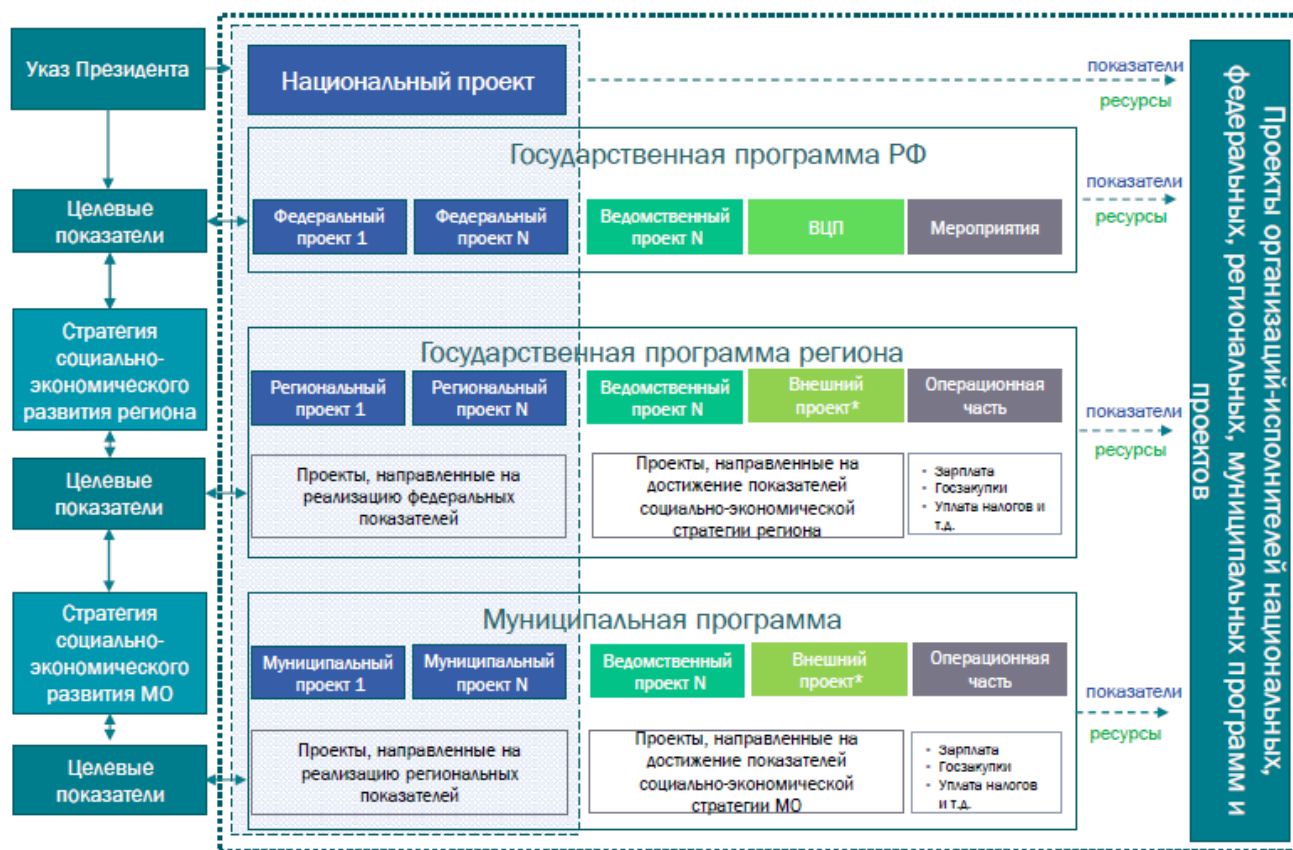 Указ Президента
Национальный проект
показатели
ресурсы
Государственная программа РФ
Целевые
показатели
Федеральный
проект 1
Федеральный
проект N
Ведомственный
проект N
ВЦП
Мероприятия
показатели
ресурсы
Стратегия
социально-
экономического
развития региона
Государственная программа региона
Региональный
проект 1
Региональный
проект N
Ведомственный
проект N
Внешний
проект*
Операционная
часть
показатели
ресурсы
Целевые
показатели
Проекты, направленные на
реализацию федеральных
показателей
Проекты, направленные на
достижение показателей
социально-экономической
стратегии региона
• Зарплата
• Госзакупки
• Уплата налогов и
т.д.
Стратегия
социально-
экономического
развития МО
Муниципальная программа
Муниципальный
проект 1
Муниципальный
проект N
Ведомственный
проект N
Внешний
проект*
Операционная
часть
показатели
ресурсы
Целевые
показатели
Проекты, направленные на
реализацию региональных
показателей
Проекты, направленные на
достижение показателей
социально-экономической
стратегии МО
• Зарплата
• Госзакупки
• Уплата налогов
и т.д.
Проекты организаций-исполнителей национальных,
федеральных, региональных, муниципальных программ и
проектов